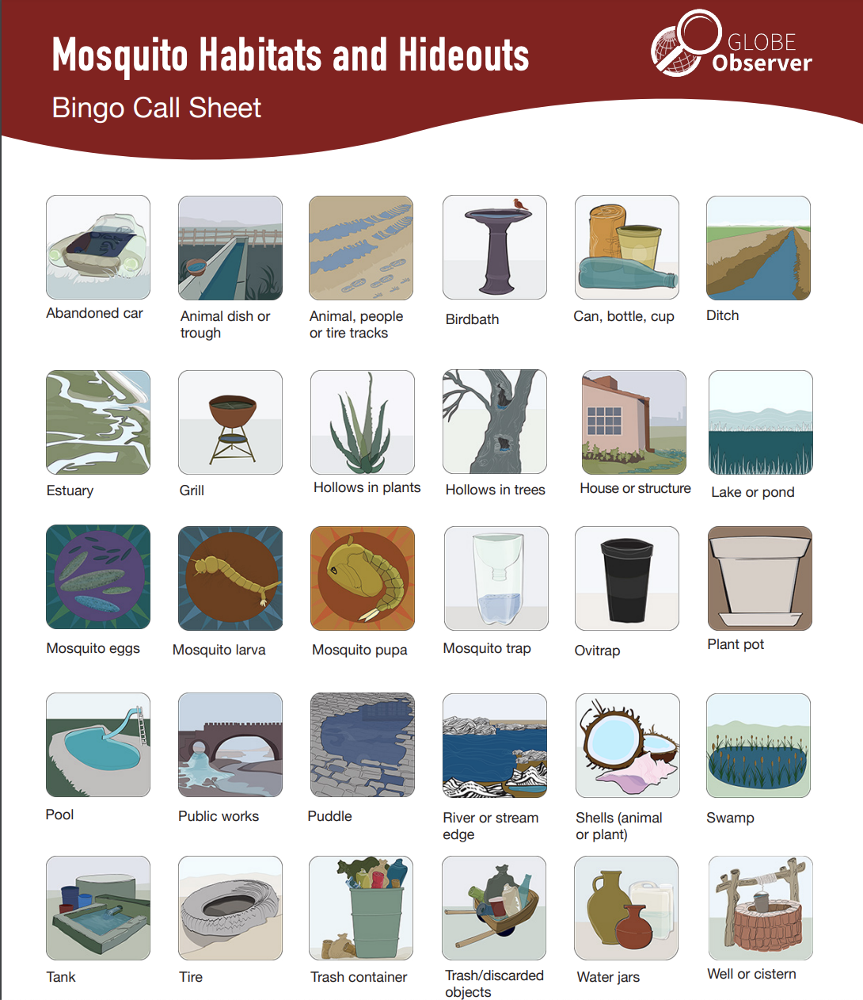 Mosquito Habitats and Hideouts
Bingo Call Sheet
GLOBE
Observer
Abandoned car
Animal dish or
trough
Animal, people
or tire tracks
Birdbath
Can, bottle, cup
Ditch
Estuary
Grill
Hollows in plants
Hollows in trees
House or structure
Lake or pond
Mosquito eggs
Mosquito larva
Mosquito pupa
Mosquito trap
Ovitrap
Plant pot
Pool
Public works
Puddle
River or stream
edge
Shells (animal
or plant)
Swamp
Tank
Tire
Trash container
Trash/discarded
objects
Water jars
Well or cistern